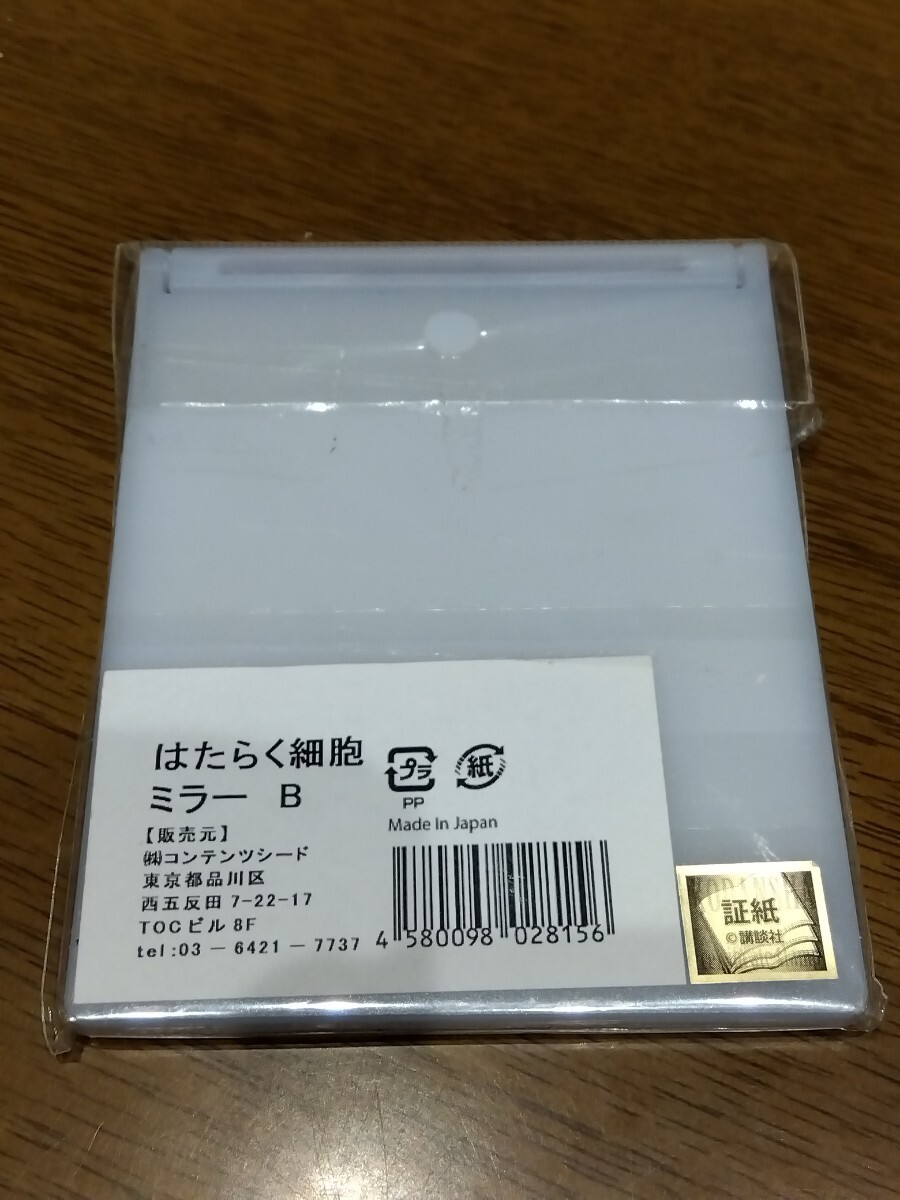 はたらく細胞
ミラー B
【販売元】
㈱コンテンツシード
東京都品川区
西五反田 7-22-17
TOCビル 8F
tel:03 - 6421 - 7737
プラ
PP
紙
Made In Japan
4 580098 028156
KODANSHA
証紙
©講談社